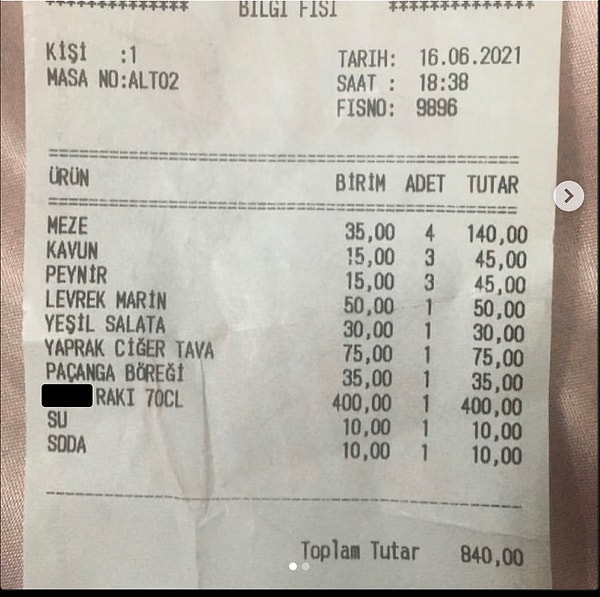 ************** BILGI FISI **************
KİŞİ :1 TARIH: 16.06.2021
MASA NO:ALTO2 SAAT : 18:38
FISNO: 9896
ÜRÜN BİRİM ADET TUTAR
MEZE 35,00 4 140,00
KAVUN 15,00 3 45,00
PEYNİR 15,00 3 45,00
LEVREK MARİN 50,00 1 50,00
YEŞİL SALATA 30,00 1 30,00
YAPRAK CİĞER TAVA 75,00 1 75,00
PAÇANGA BÖREĞİ 35,00 1 35,00
RAKI 70CL 400,00 1 400,00
SU 10,00 1 10,00
SODA 10,00 1 10,00
Toplam Tutar 840,00